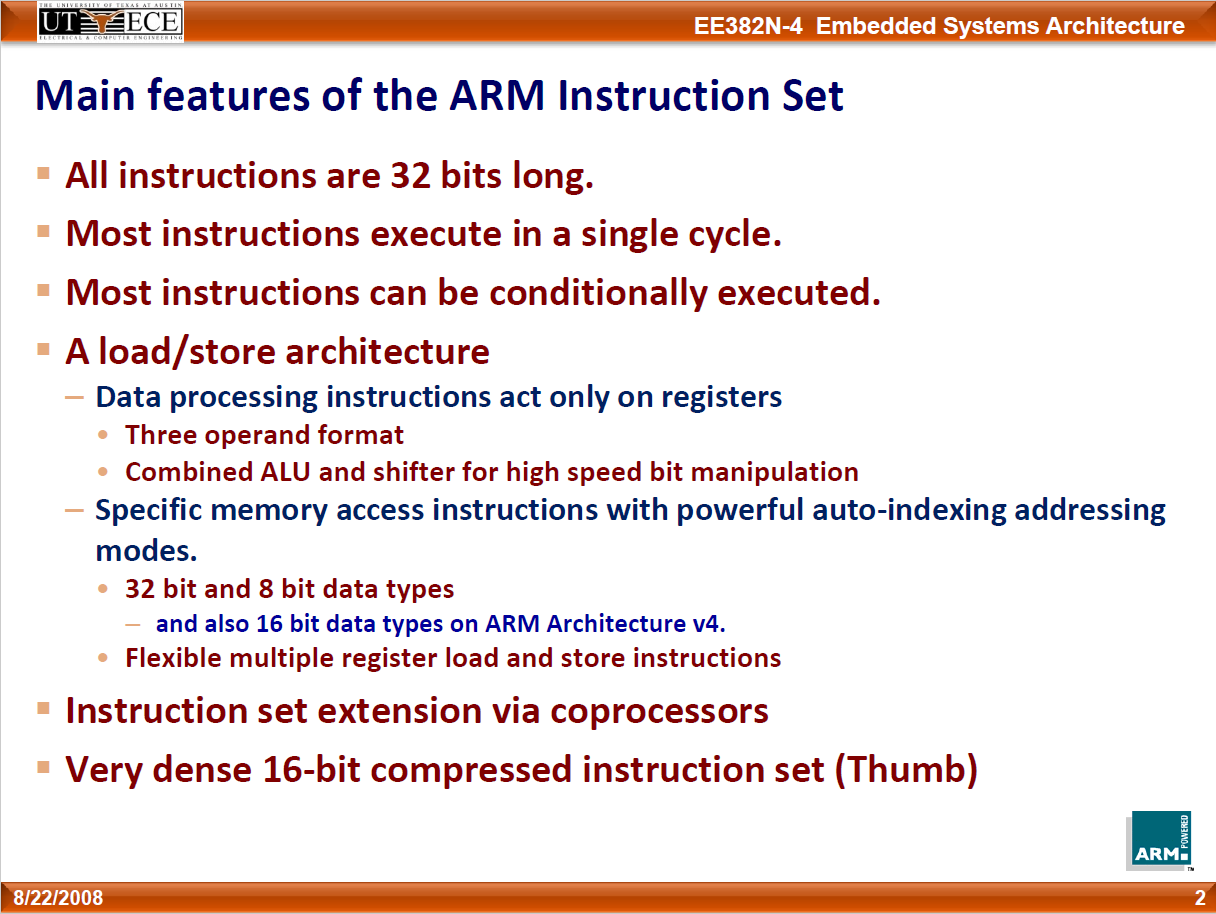 THE UNIVERSITY OF TEXAS AT AUSTIN
UT ECE
ELECTRICAL & COMPUTER ENGINEERING
EE382N-4 Embedded Systems Architecture
Main features of the ARM Instruction Set
All instructions are 32 bits long.
Most instructions execute in a single cycle.
Most instructions can be conditionally executed.
A load/store architecture
– Data processing instructions act only on registers
• Three operand format
• Combined ALU and shifter for high speed bit manipulation
– Specific memory access instructions with powerful auto-indexing addressing
modes.
• 32 bit and 8 bit data types
– and also 16 bit data types on ARM Architecture v4.
• Flexible multiple register load and store instructions
Instruction set extension via coprocessors
Very dense 16-bit compressed instruction set (Thumb)
ARM POWERED
TM
8/22/2008
2